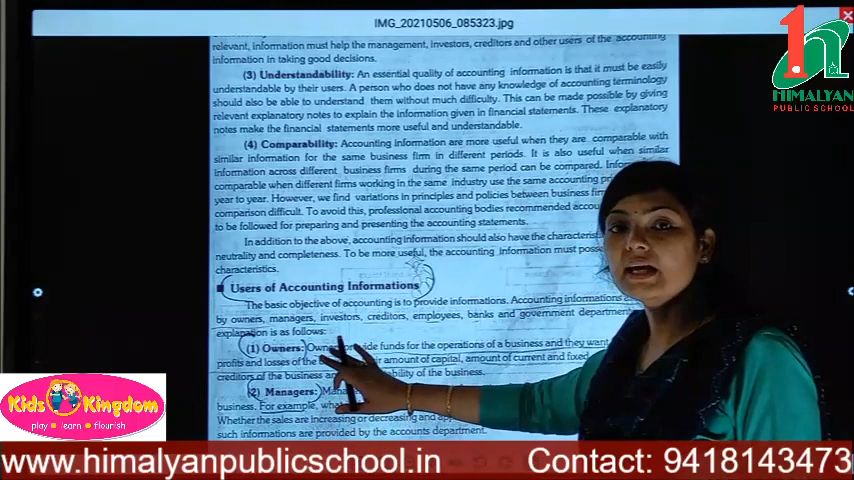 IMG_20210506_085323.jpg
1
HIMALYAN
PUBLIC SCHOOL
relevant, information must help the management, investors, creditors and other users of the accounting
information in taking good decisions.
(3) Understandability: An essential quality of accounting information is that it must be easily
understandable by their users. A person who does not have any knowledge of accounting terminology
should also be able to understand them without much difficulty. This can be made possible by giving
relevant explanatory notes to explain the information given in financial statements. These explanatory
notes make the financial statements more useful and understandable.
(4) Comparability: Accounting information are more useful when they are comparable with
similar information for the same business firm in different periods. It is also useful when similar
information across different business firms during the same period can be compared.
comparable when different firms working in the same industry use the same accounting
year to year. However, we find variations in principles and policies between business
comparison difficult. To avoid this, professional accounting bodies recommended
to be followed for preparing and presenting the accounting statements.
In addition to the above, accounting information should also have the
neutrality and completeness. To be more useful, the accounting information must
characteristics.
■ Users of Accounting Informations
The basic objective of accounting is to provide informations. Accounting informations
by owners, managers, investors, creditors, employees, banks and government
explanation is as follows:
(1) Owners: funds for the operations of a business and they want
profits and losses of the amount of capital, amount of current and fixed
creditors of the business of the business.
(2) Managers:
business. For example,
Whether the sales are increasing or decreasing and
such informations are provided by the accounts department.
Kids Kingdom
play learn flourish
www.himalyanpublicschool.in Contact: 9418143473